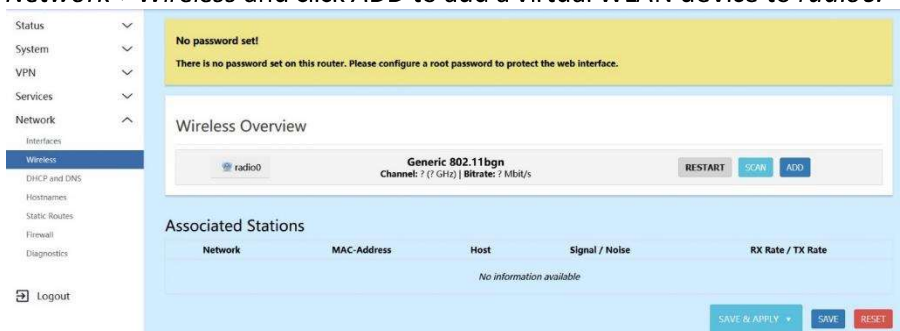 Network > Wireless and click ADD to add a virtual WLAN device to radio0.
Status
System
VPN
Services
Network
Interfaces
Wireless
DHCP and DNS
Hostnames
Static Routes
Firewall
Diagnostics
Logout
No password set!
There is no password set on this router. Please configure a root password to protect the web interface.
Wireless Overview
radio0
Generic 802.11bgn
Channel: ? (? GHz) | Bitrate: ? Mbit/s
RESTART SCAN ADD
Associated Stations
Network MAC-Address Host Signal / Noise RX Rate / TX Rate
No information available
SAVE & APPLY SAVE RESET